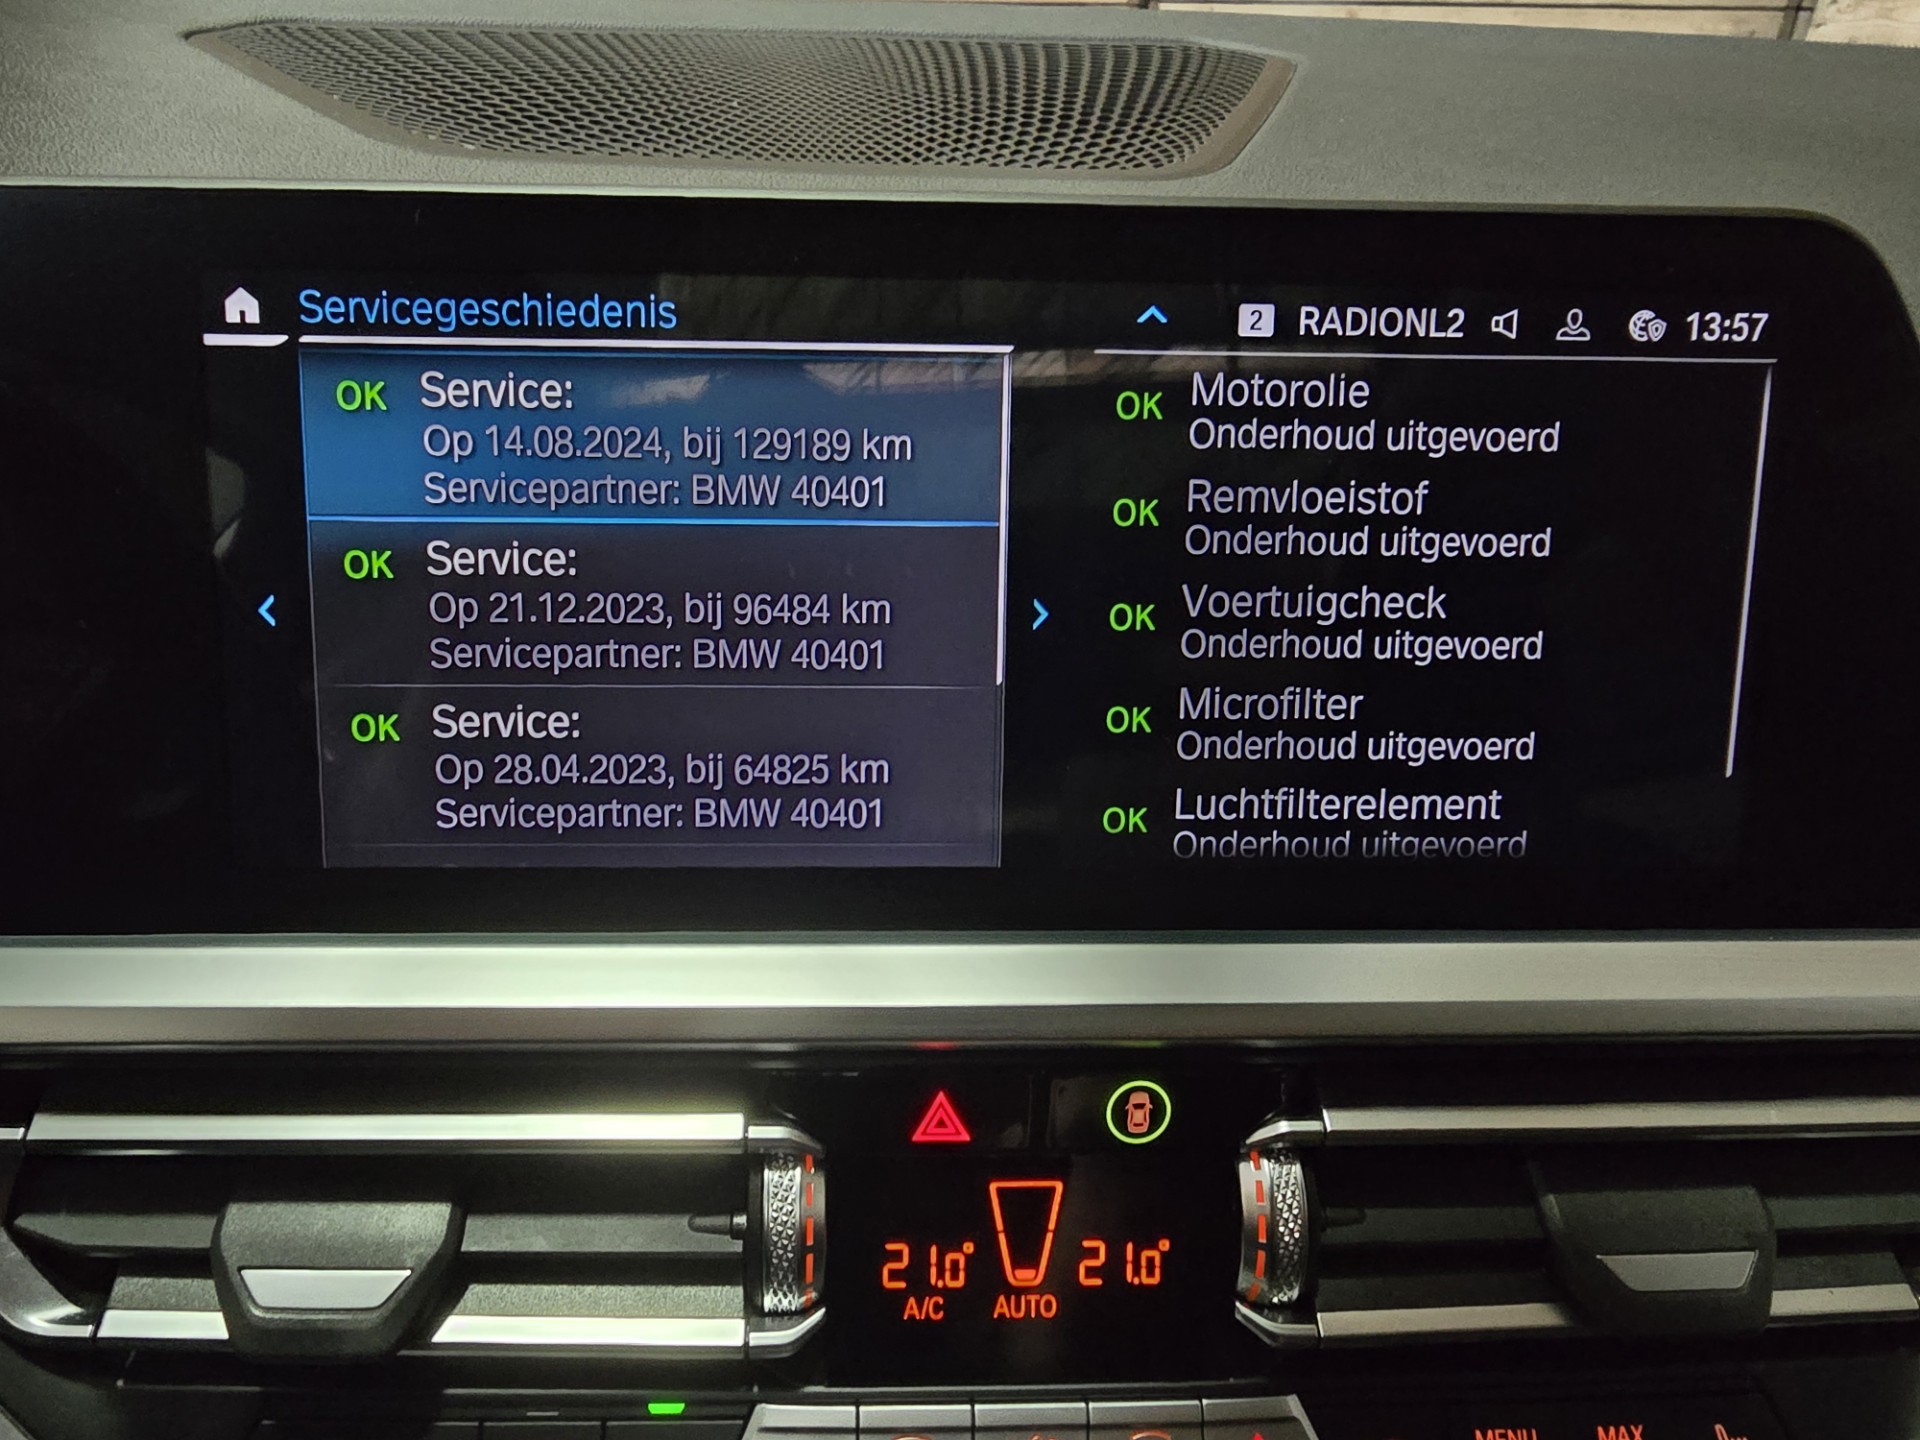 Servicegeschiedenis
2 RADIONL2 13:57
OK Service:
Op 14.08.2024, bij 129189 km
Servicepartner: BMW 40401
OK Service:
Op 21.12.2023, bij 96484 km
Servicepartner: BMW 40401
OK Service:
Op 28.04.2023, bij 64825 km
Servicepartner: BMW 40401
OK Motorolie
Onderhoud uitgevoerd
OK Remvloeistof
Onderhoud uitgevoerd
OK Voertuigcheck
Onderhoud uitgevoerd
OK Microfilter
Onderhoud uitgevoerd
OK Luchtfilterelement
Onderhoud uitgevoerd
21.0° 21.0°
A/C AUTO
MENU MAX